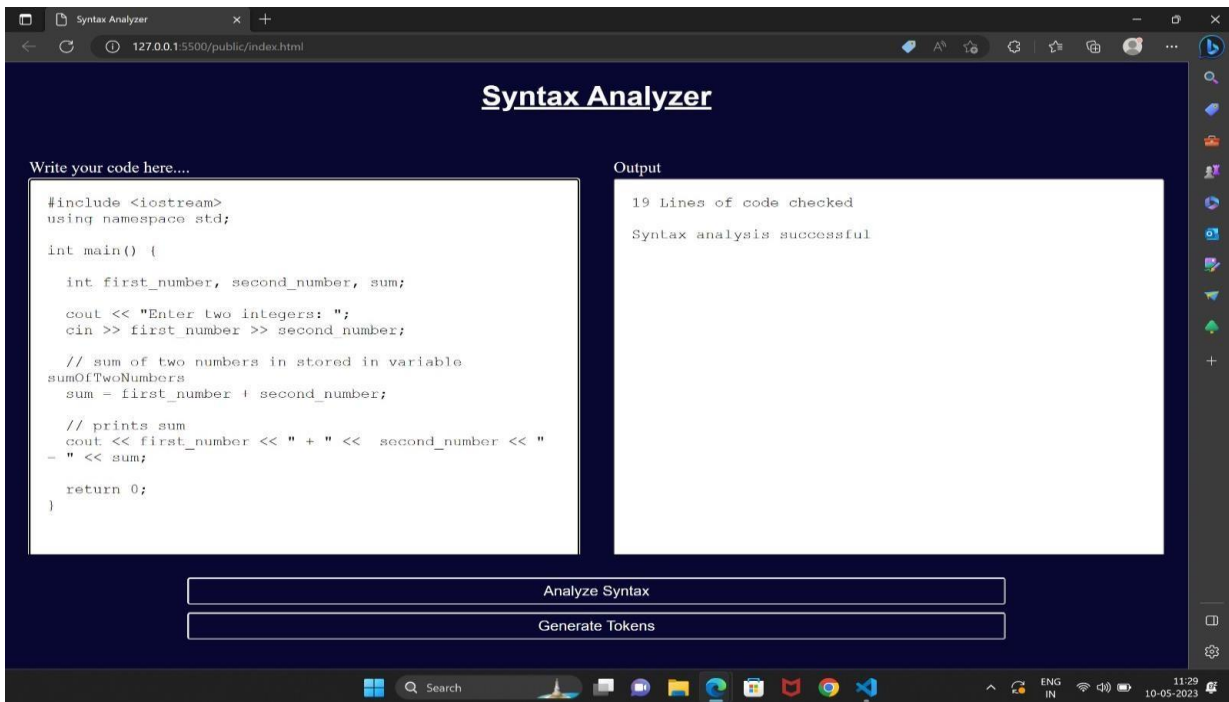 Syntax Analyzer
127.0.0.1:5500/public/index.html
Syntax Analyzer
Write your code here....
#include <iostream>
using namespace std;
int main() {
int first_number, second_number, sum;
cout << "Enter two integers: ";
cin >> first_number >> second_number;
// sum of two numbers in stored in variable
sumOfTwoNumbers
sum = first_number + second_number;
// prints sum
cout << first_number << " + " <<  second_number << "
= " << sum;
return 0;
}
Output
19 Lines of code checked
Syntax analysis successful
Analyze Syntax
Generate Tokens
Search
ENG
IN
11:29
10-05-2023